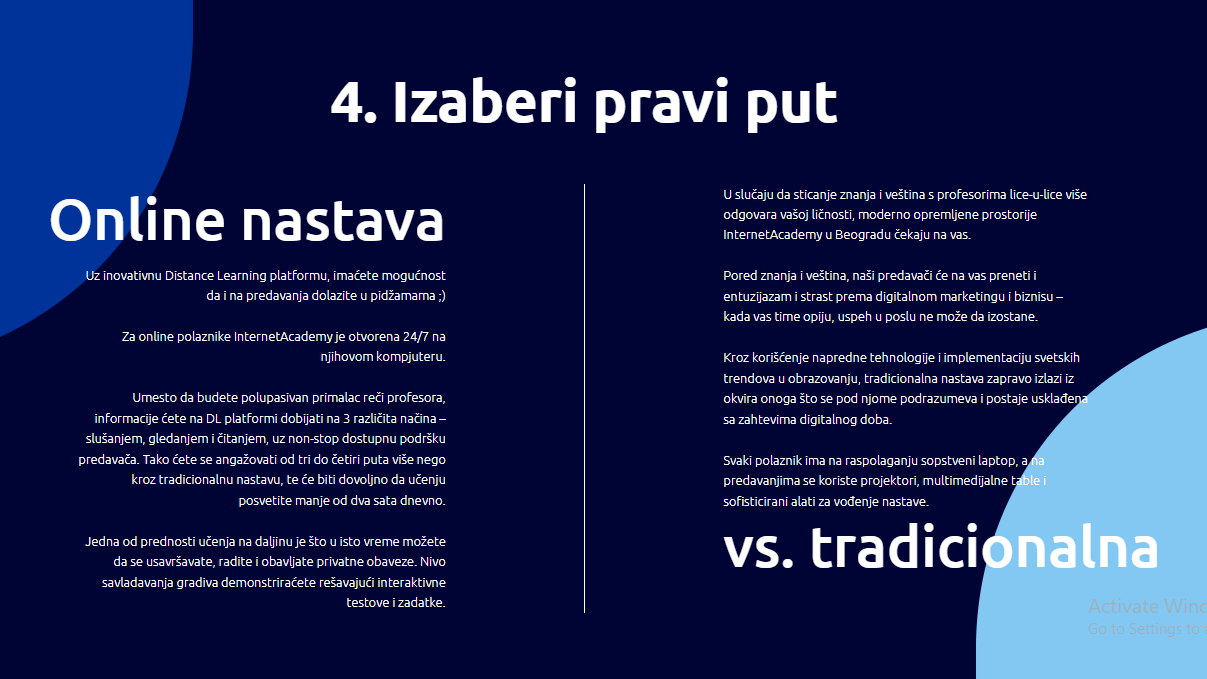 4. Izaberi pravi put
Online nastava
Uz inovativnu Distance Learning platformu, imaćete mogućnost
da i na predavanja dolazite u pidžamama ;)
Za online polaznike InternetAcademy je otvorena 24/7 na
njihovom kompjuteru.
Umesto da budete polupasivan primalac reči profesora,
informacije ćete na DL platformi dobijati na 3 različita načina –
slušanjem, gledanjem i čitanjem, uz non-stop dostupnu podršku
predavača. Tako ćete se angažovati od tri do četiri puta više nego
kroz tradicionalnu nastavu, te će biti dovoljno da učenju
posvetite manje od dva sata dnevno.
Jedna od prednosti učenja na daljinu je što u isto vreme možete
da se usavršavate, radite i obavljate privatne obaveze. Nivo
savladavanja gradiva demonstriraćete rešavajući interaktivne
testove i zadatke.
U slučaju da sticanje znanja i veština s profesorima lice-u-lice više
odgovara vašoj ličnosti, moderno opremljene prostorije
InternetAcademy u Beogradu čekaju na vas.
Pored znanja i veština, naši predavači će na vas preneti i
entuzijazam i strast prema digitalnom marketingu i biznisu –
kada vas time opiju, uspeh u poslu ne može da izostane.
Kroz korišćenje napredne tehnologije i implementaciju svetskih
trendova u obrazovanju, tradicionalna nastava zapravo izlazi iz
okvira onoga što se pod njome podrazumeva i postaje usklađena
sa zahtevima digitalnog doba.
Svaki polaznik ima na raspolaganju sopstveni laptop, a na
predavanjima se koriste projektori, multimedijalne table i
sofisticirani alati za vođenje nastave.
vs. tradicionalna
Activate Wind
Go to Settings to